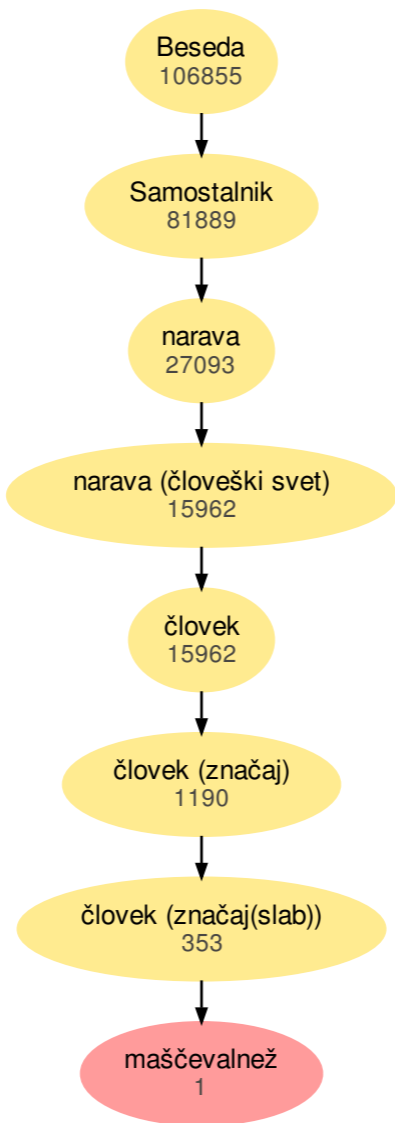 Beseda
106855
Samostalnik
81889
narava
27093
narava (človeški svet)
15962
človek
15962
človek (značaj)
1190
človek (značaj(slab))
353
maščevalnež
1